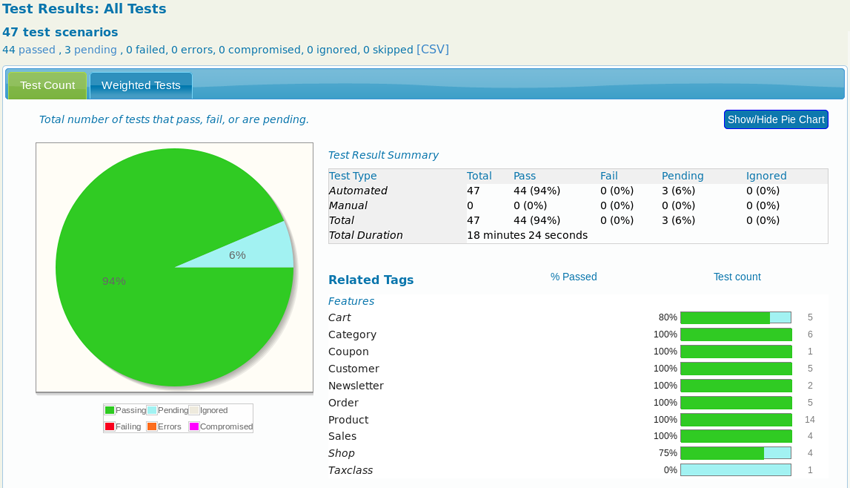 Test Results: All Tests
47 test scenarios
44 passed , 3 pending , 0 failed, 0 errors, 0 compromised, 0 ignored, 0 skipped [CSV]
Test Count Weighted Tests
Total number of tests that pass, fail, or are pending.
Show/Hide Pie Chart
94%
6%
Passing Pending Ignored
Failing Errors Compromised
Test Result Summary
Test Type Total Pass Fail Pending Ignored
Automated 47 44 (94%) 0 (0%) 3 (6%) 0 (0%)
Manual 0 0 (0%) 0 (0%) 0 (0%) 0 (0%)
Total 47 44 (94%) 0 (0%) 3 (6%) 0 (0%)
Total Duration 18 minutes 24 seconds
Related Tags % Passed Test count
Features
Cart 80% 5
Category 100% 6
Coupon 100% 1
Customer 100% 5
Newsletter 100% 2
Order 100% 5
Product 100% 14
Sales 100% 4
Shop 75% 4
Taxclass 0% 1